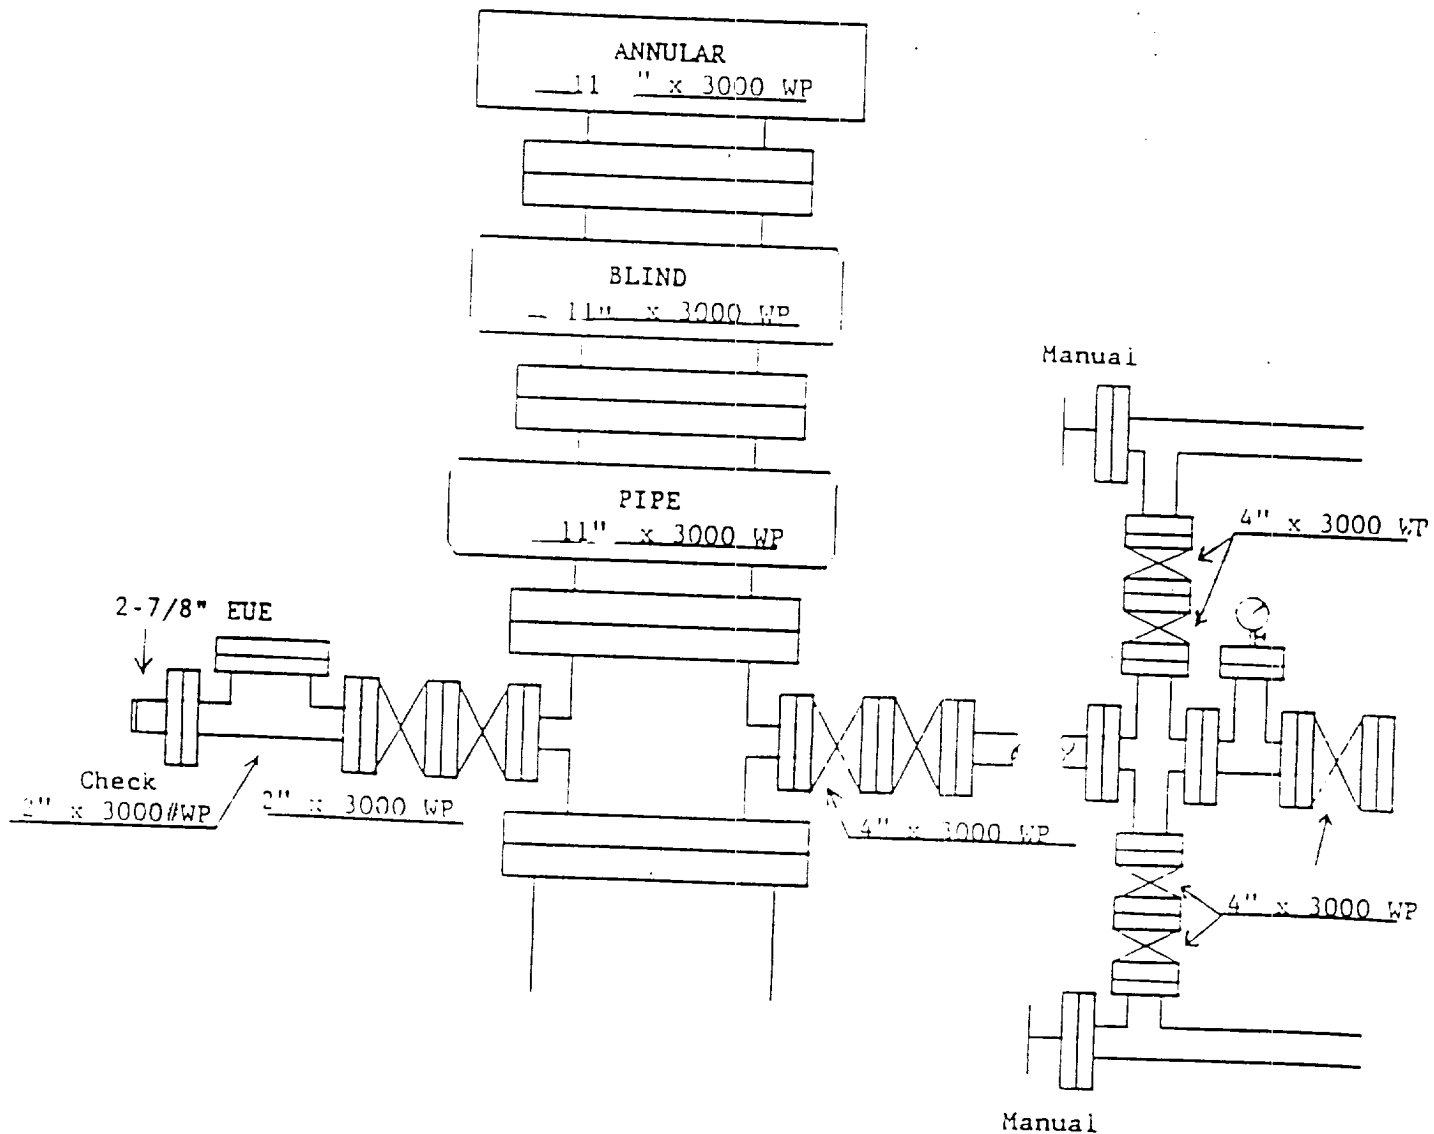 ANNULAR
11 " x 3000 WP
BLIND
11" x 3000 WP
Manual
PIPE
11" x 3000 WP
4" x 3000 WP
2-7/8" EUE
Check
2" x 3000#WP
2" x 3000 WP
4" x 3000 WP
4" x 3000 WP
Manual